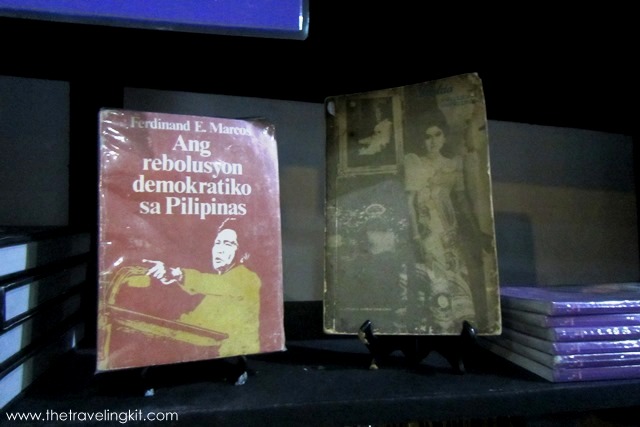 Ferdinand E. Marcos
Ang
rebolusyon
demokratiko
sa Pilipinas
www.thetravelingkit.com